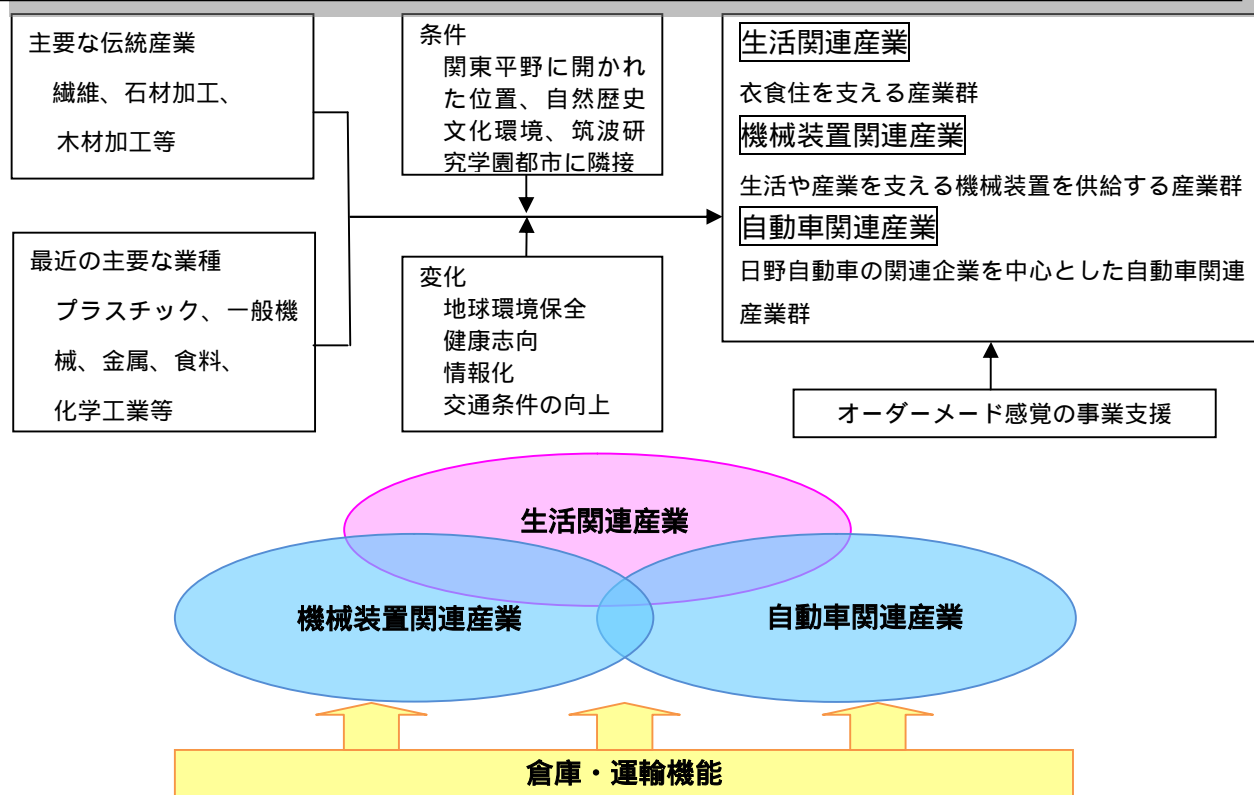 主要な伝統産業
繊維、石材加工、
木材加工等
最近の主要な業種
プラスチック、一般機
械、金属、食料、
化学工業等
条件
関東平野に開かれ
た位置、自然歴史
文化環境、筑波研
究学園都市に隣接
変化
地球環境保全
健康志向
情報化
交通条件の向上
生活関連産業
衣食住を支える産業群
機械装置関連産業
生活や産業を支える機械装置を供給する産業群
自動車関連産業
日野自動車の関連企業を中心とした自動車関連
産業群
オーダーメード感覚の事業支援
生活関連産業
機械装置関連産業
自動車関連産業
倉庫・運輸機能